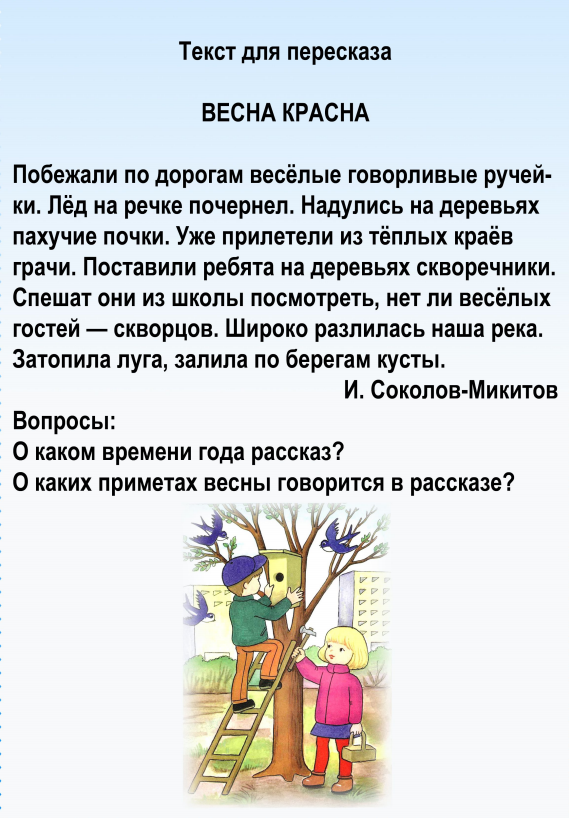 Текст для пересказа
ВЕСНА КРАСНА
Побежали по дорогам весёлые говорливые ручей-
ки. Лёд на речке почернел. Надулись на деревьях
пахучие почки. Уже прилетели из тёплых краёв
грачи. Поставили ребята на деревьях скворечники.
Спешат они из школы посмотреть, нет ли весёлых
гостей — скворцов. Широко разлилась наша река.
Затопила луга, залила по берегам кусты.
И. Соколов-Микитов
Вопросы:
О каком времени года рассказ?
О каких приметах весны говорится в рассказе?